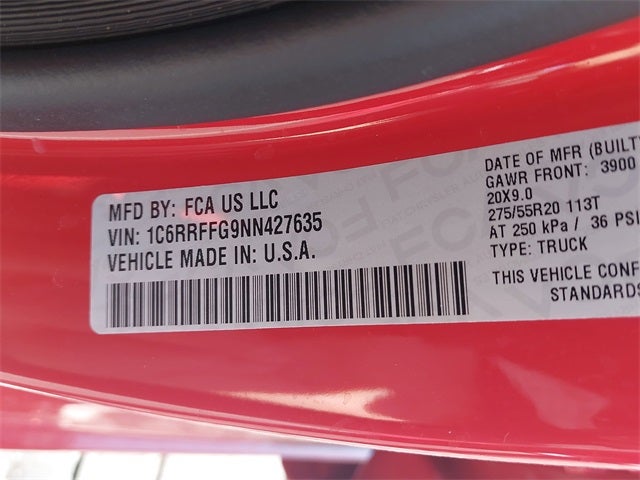 MFD BY: FCA US LLC
VIN: 1C6RRFFG9NN427635
VEHICLE MADE IN: U.S.A.
DATE OF MFR (BUILT
GAWR FRONT: 3900
20X9.0
275/55R20 113T
AT 250 kPa / 36 PSI
TYPE: TRUCK
THIS VEHICLE CONF
STANDARDS